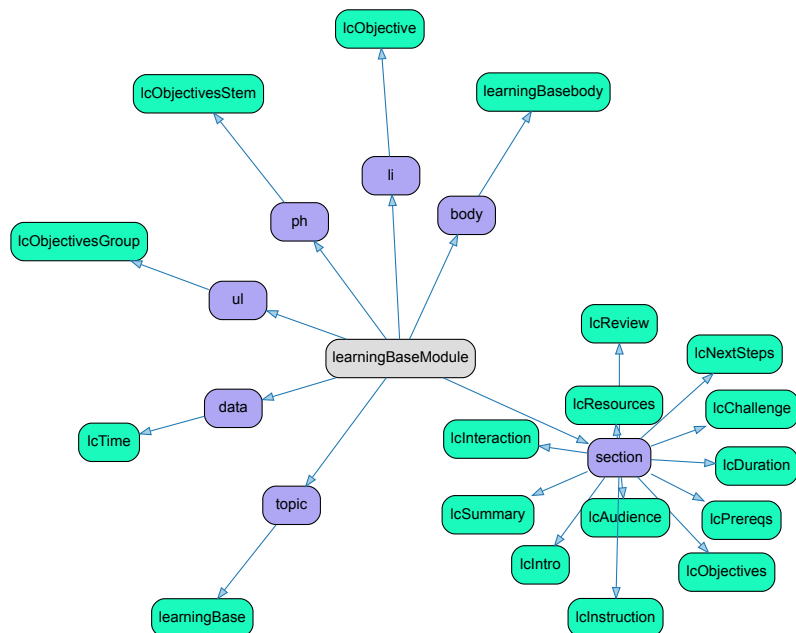 lcObjective
lcObjectivesStem
learningBasebody
li
ph
body
lcObjectivesGroup
ul
lcReview
learningBaseModule
lcNextSteps
data
lcResources
lcChallenge
lcTime
lcInteraction
section
lcDuration
topic
lcSummary
lcAudience
lcPrereqs
lcIntro
lcObjectives
learningBase
lcInstruction